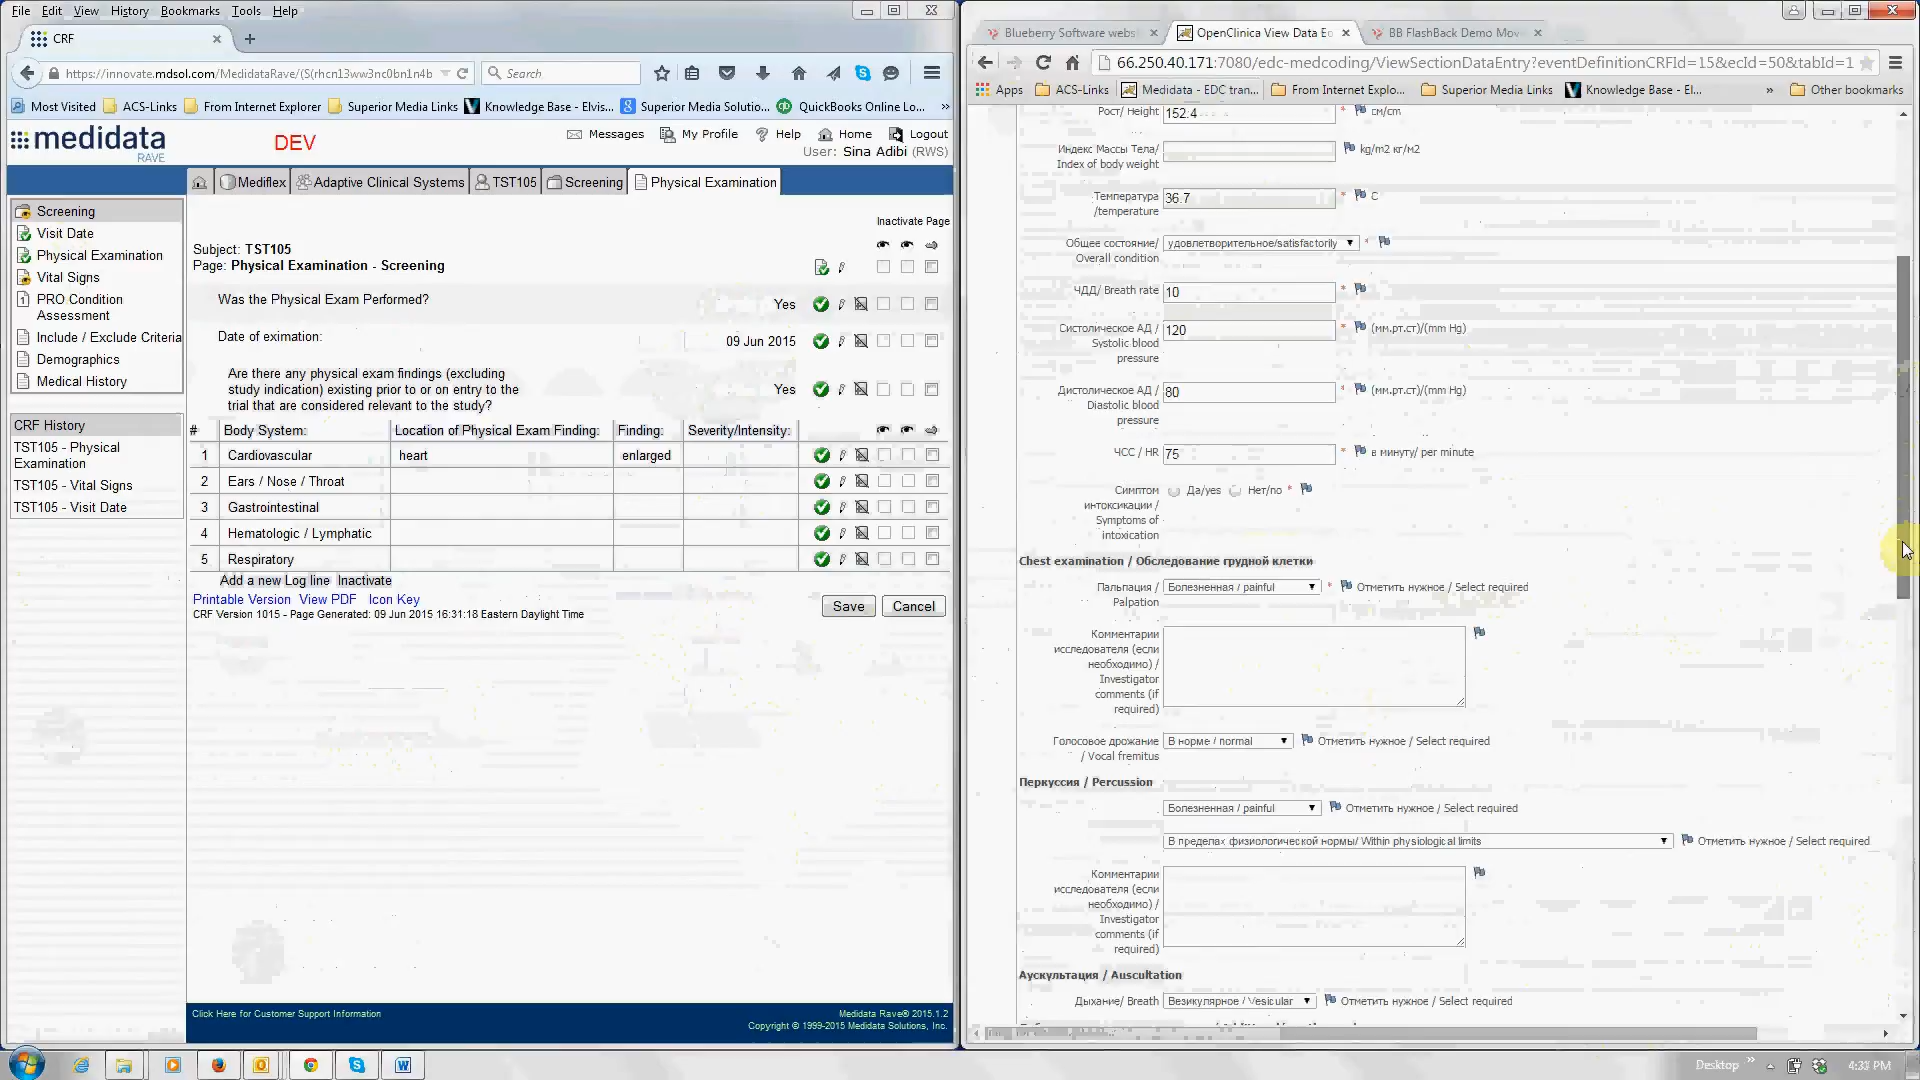 File Edit View History Bookmarks Tools Help
CRF
https://innovate.mdsol.com/MedidataRave/(S(rhcn13ww3nc0bn1n4b
Search
Most Visited ACS-Links From Internet Explorer Superior Media Links Knowledge Base - Elvis... Superior Media Solutio... QuickBooks Online Lo... »
medidata
RAVE
DEV
Messages My Profile Help Home Logout
User: Sina Adibi (RWS)
Mediflex Adaptive Clinical Systems TST105 Screening Physical Examination
Screening
Visit Date
Physical Examination
Vital Signs
PRO Condition
Assessment
Include / Exclude Criteria
Demographics
Medical History
CRF History
TST105 - Physical
Examination
TST105 - Vital Signs
TST105 - Visit Date
Inactivate Page
Subject: TST105
Page: Physical Examination - Screening
Was the Physical Exam Performed? Yes
Date of eximation: 09 Jun 2015
Are there any physical exam findings (excluding
study indication) existing prior to or on entry to the Yes
trial that are considered relevant to the study?
# Body System: Location of Physical Exam Finding: Finding: Severity/Intensity:
1 Cardiovascular heart enlarged
2 Ears / Nose / Throat
3 Gastrointestinal
4 Hematologic / Lymphatic
5 Respiratory
Add a new Log line Inactivate
Printable Version View PDF Icon Key
CRF Version 1015 - Page Generated: 09 Jun 2015 16:31:18 Eastern Daylight Time
Save Cancel
Click Here for Customer Support Information
Medidata Rave® 2015.1.2
Copyright © 1999-2015 Medidata Solutions, Inc.
Blueberry Software webs OpenClinica View Data En BB FlashBack Demo Mov
66.250.40.171:7080/edc-medcoding/ViewSectionDataEntry?eventDefinitionCRFId=15&ecId=50&tabId=1
Apps ACS-Links Medidata - EDC tran... From Internet Explo... Superior Media Links Knowledge Base - El... » Other bookmarks
Рост/ Height 152.4 * см/cm
Индекс Массы Тела/ kg/m2 кг/м2
Index of body weight
Температура 36.7 * C
/temperature
Общее состояние/ удовлетворительное/satisfactorily *
Overall condition
ЧДД/ Breath rate 10 *
Систолическое АД / 120 * (мм.рт.ст)/(mm Hg)
Systolic blood
pressure
Дистолическое АД / 80 * (мм.рт.ст)/(mm Hg)
Diastolic blood
pressure
ЧСС / HR 75 * в минуту/ per minute
Симптом Да/yes Нет/no *
интоксикации /
Symptoms of
intoxication
Chest examination / Обследование грудной клетки
Пальпация / Болезненная / painful * Отметить нужное / Select required
Palpation
Комментарии
исследователя (если
необходимо) /
Investigator
comments (if
required)
Голосовое дрожание В норме / normal Отметить нужное / Select required
/ Vocal fremitus
Перкуссия / Percussion
Болезненная / painful Отметить нужное / Select required
В пределах физиологической нормы/ Within physiological limits Отметить нужное / Select required
Комментарии
исследователя (если
необходимо) /
Investigator
comments (if
required)
Аускультация / Auscultation
Дыхание/ Breath Везикулярное / Vesicular Отметить нужное / Select required
Desktop »